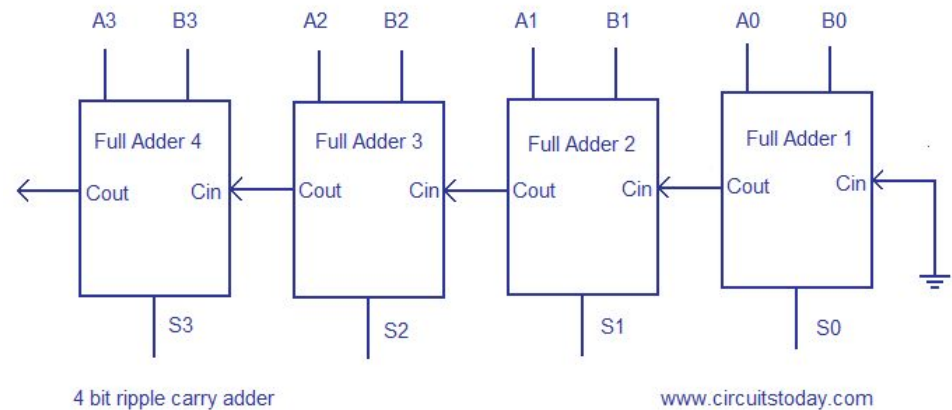 A3 B3 A2 B2 A1 B1 A0 B0
Full Adder 4 Full Adder 3 Full Adder 2 Full Adder 1
Cout Cin Cout Cin Cout Cin Cout Cin
S3 S2 S1 S0
4 bit ripple carry adder www.circuitstoday.com